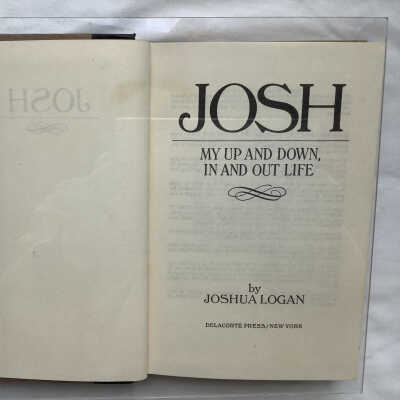 JOSH
MY UP AND DOWN,
IN AND OUT LIFE
by
JOSHUA LOGAN
DELACORTE PRESS/NEW YORK